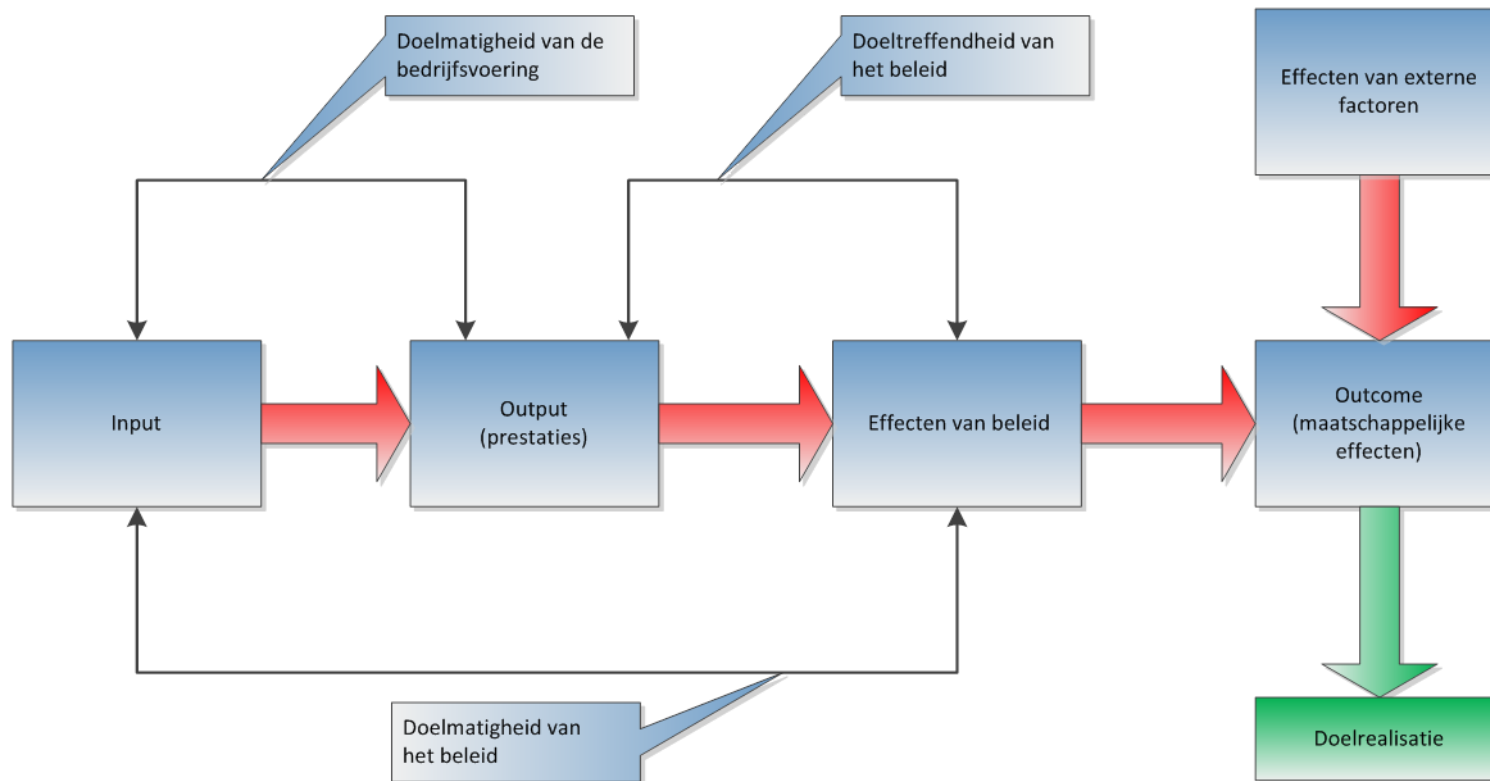 Doelmatigheid van de
bedrijfsvoering
Doeltreffendheid van
het beleid
Effecten van externe
factoren
Input
Output
(prestaties)
Effecten van beleid
Outcome
(maatschappelijke
effecten)
Doelmatigheid van
het beleid
Doelrealisatie